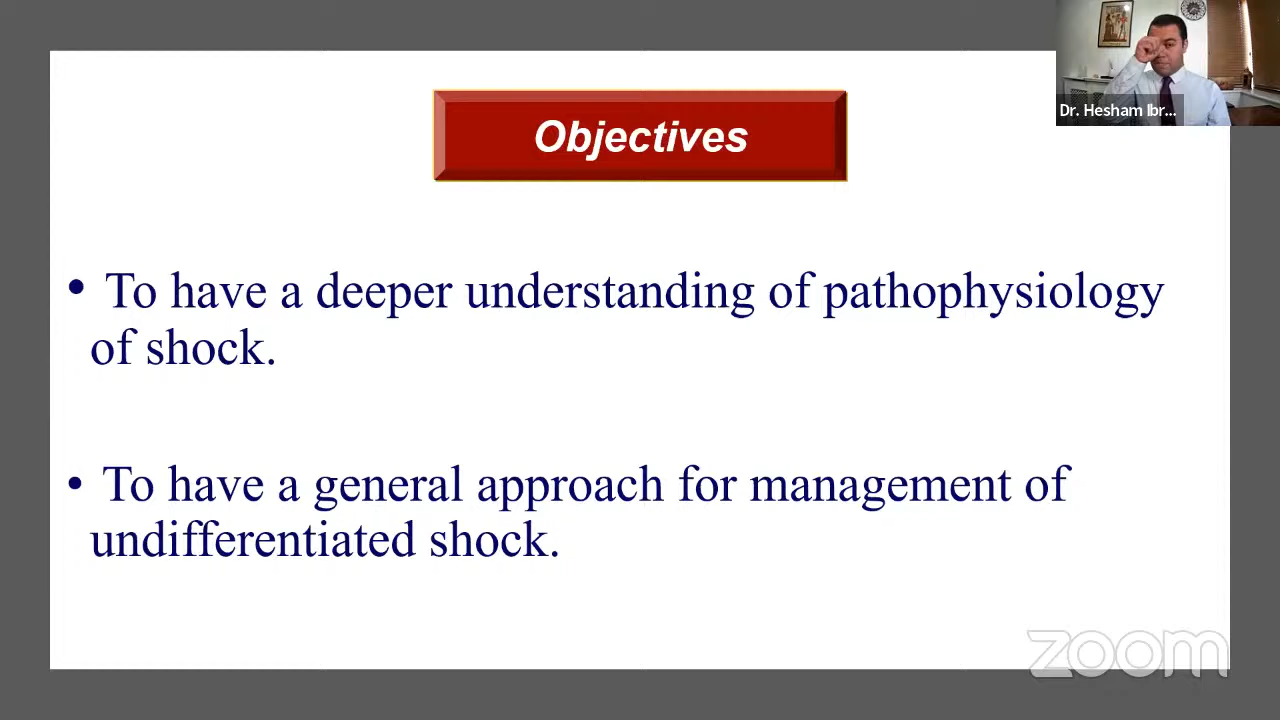 Objectives
Dr. Hesham Ibr...
• To have a deeper understanding of pathophysiology
of shock.
• To have a general approach for management of
undifferentiated shock.
zoom